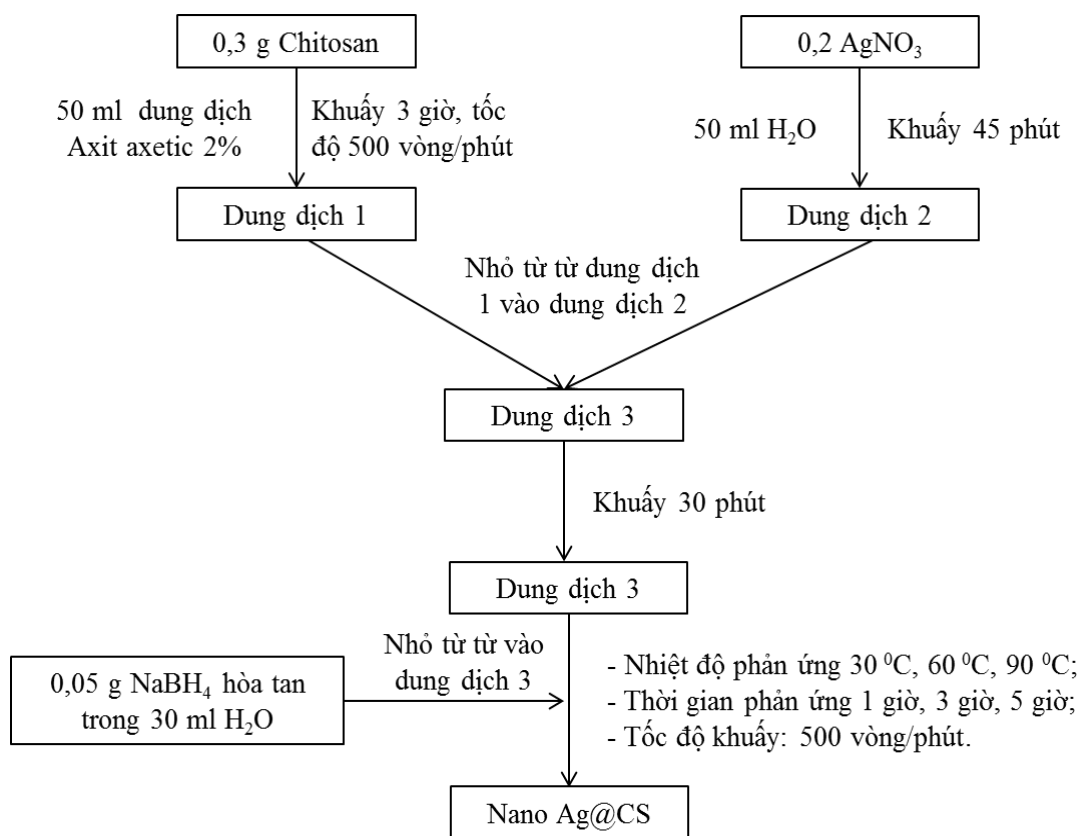 0,3 g Chitosan
0,2 AgNO₃
50 ml dung dịch
Axit axetic 2%
Khuấy 3 giờ, tốc
độ 500 vòng/phút
50 ml H₂O
Khuấy 45 phút
Dung dịch 1
Dung dịch 2
Nhỏ từ từ dung dịch
1 vào dung dịch 2
Dung dịch 3
Khuấy 30 phút
Dung dịch 3
Nhỏ từ từ vào
dung dịch 3
0,05 g NaBH₄ hòa tan
trong 30 ml H₂O
- Nhiệt độ phản ứng 30 ⁰C, 60 ⁰C, 90 ⁰C;
- Thời gian phản ứng 1 giờ, 3 giờ, 5 giờ;
- Tốc độ khuấy: 500 vòng/phút.
Nano Ag@CS